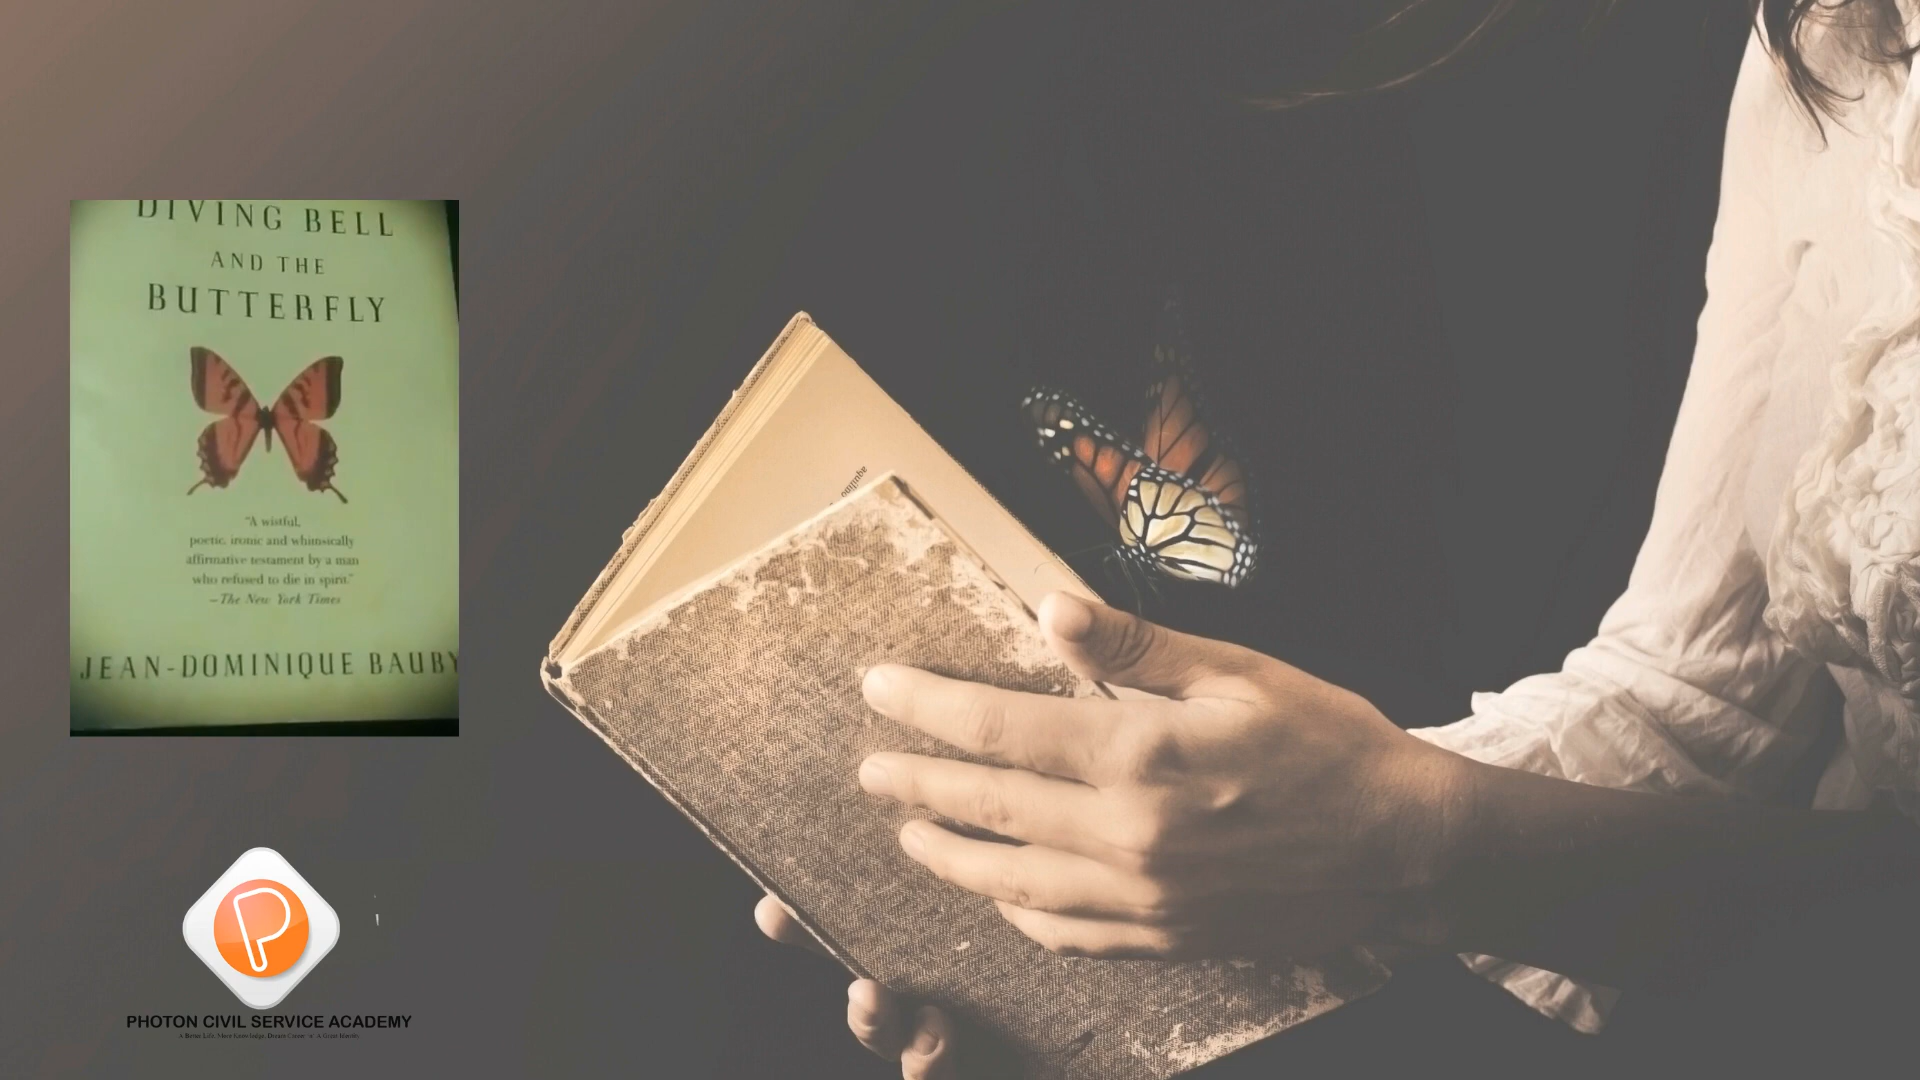 DIVING BELL
AND THE
BUTTERFLY
"A wistful,
poetic, ironic and whimsically
affirmative testament by a man
who refused to die in spirit."
—The New York Times
JEAN-DOMINIQUE BAUBY
PHOTON CIVIL SERVICE ACADEMY